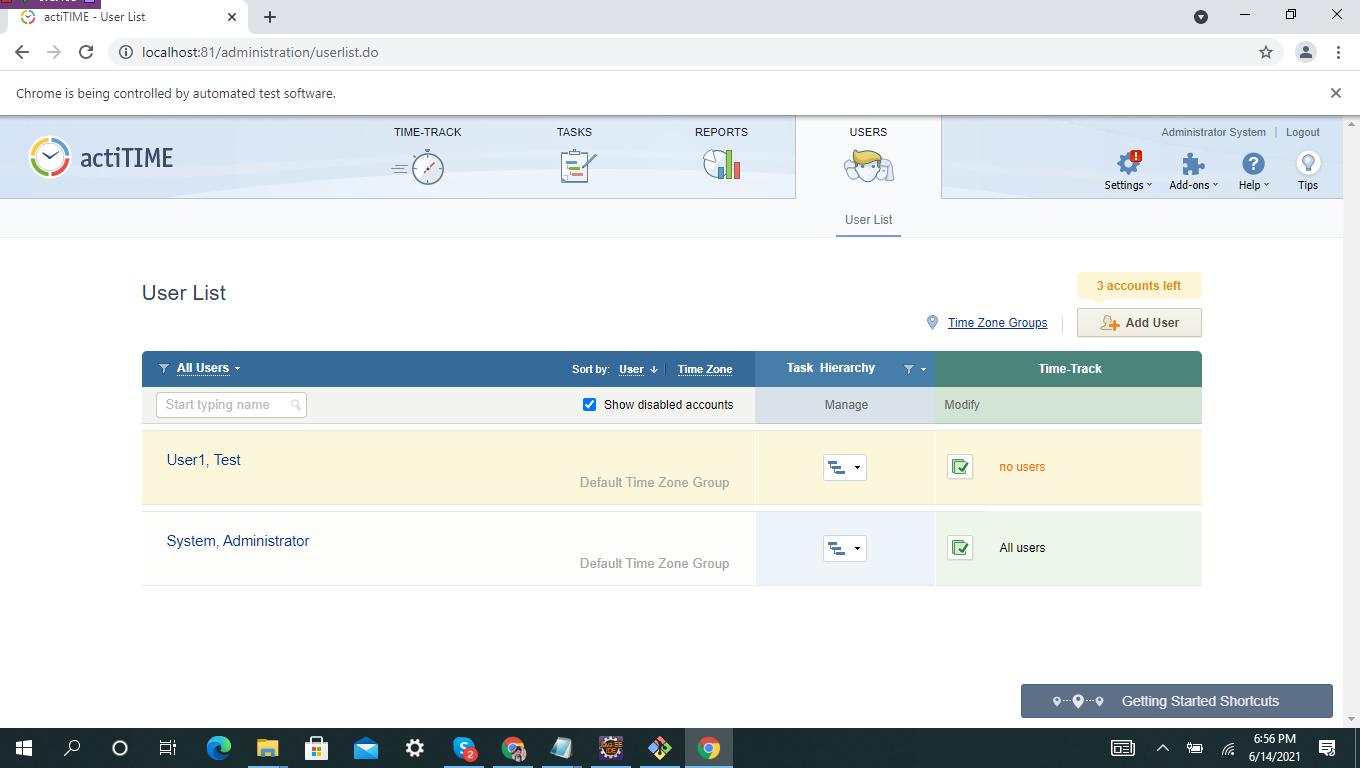 actiTIME - User List
localhost:81/administration/userlist.do
Chrome is being controlled by automated test software.
actiTIME
TIME-TRACK
TASKS
REPORTS
USERS
Administrator System | Logout
Settings
Add-ons
Help
Tips
User List
User List
3 accounts left
Time Zone Groups
Add User
All Users
Sort by: User
Time Zone
Task Hierarchy
Time-Track
Start typing name
Show disabled accounts
Manage
Modify
User1, Test
Default Time Zone Group
no users
System, Administrator
Default Time Zone Group
All users
Getting Started Shortcuts
2
Java EE
IDE
6:56 PM
6/14/2021